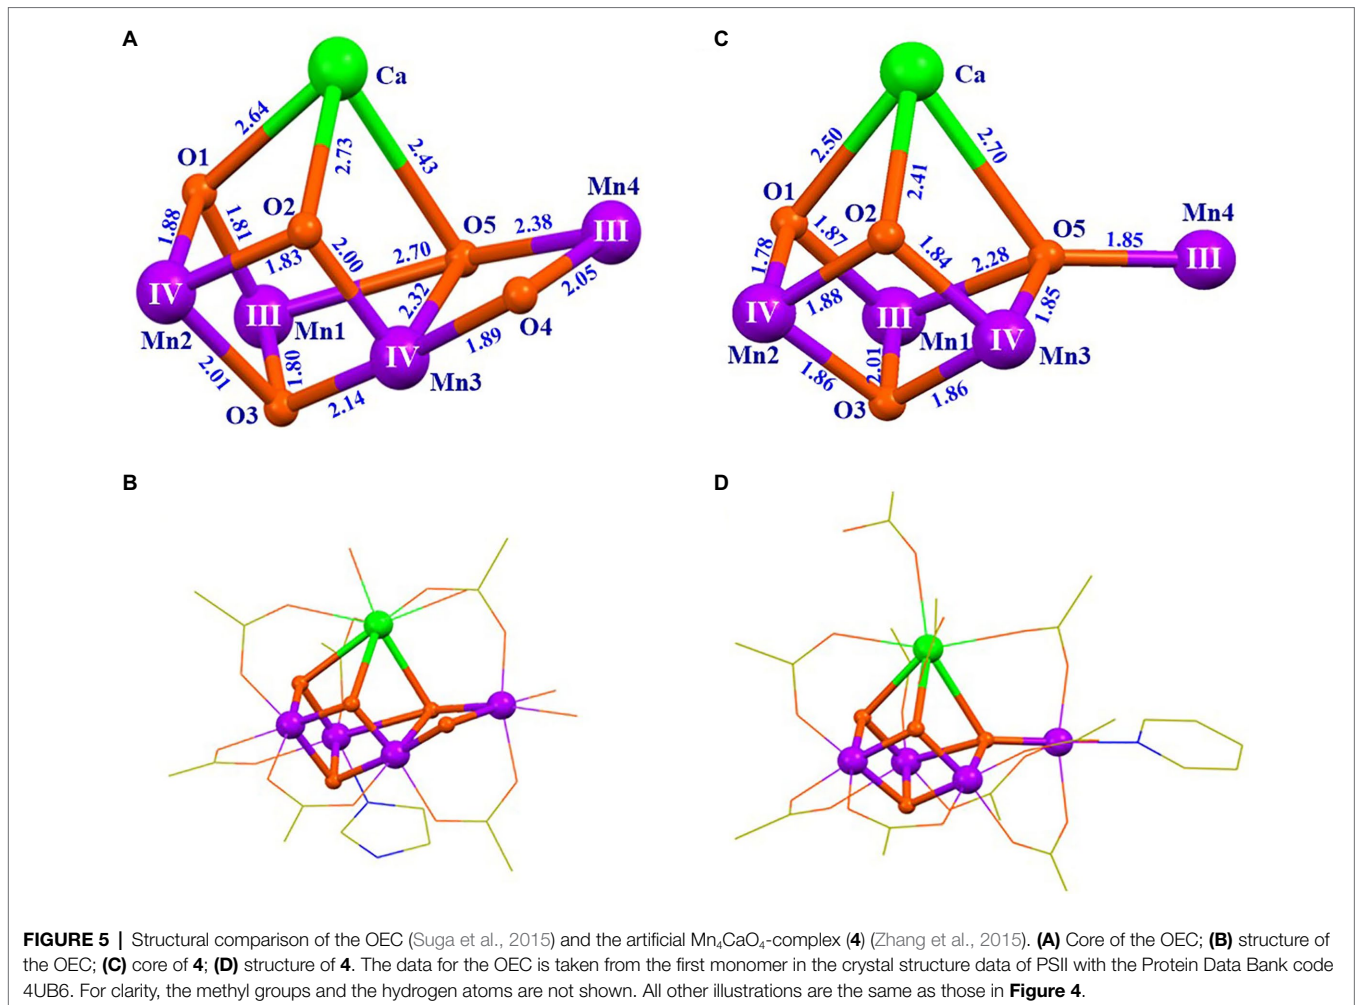 A
Ca
2.64
2.73
2.43
O1
O2
O5
2.38
Mn4
III
1.88
1.81
1.83
2.00
2.70
2.32
2.05
IV
III
Mn1
O4
Mn2
IV
1.89
2.01
1.80
Mn3
O3
2.14
C
Ca
2.50
2.41
2.70
O1
O2
O5
Mn4
1.85
III
1.78
1.87
1.84
2.28
1.85
IV
1.88
III
Mn1
IV
Mn2
Mn3
1.86
2.01
1.86
O3
B
D
FIGURE 5 | Structural comparison of the OEC (Suga et al., 2015) and the artificial Mn₄CaO₄-complex (4) (Zhang et al., 2015). (A) Core of the OEC; (B) structure of
the OEC; (C) core of 4; (D) structure of 4. The data for the OEC is taken from the first monomer in the crystal structure data of PSII with the Protein Data Bank code
4UB6. For clarity, the methyl groups and the hydrogen atoms are not shown. All other illustrations are the same as those in Figure 4.